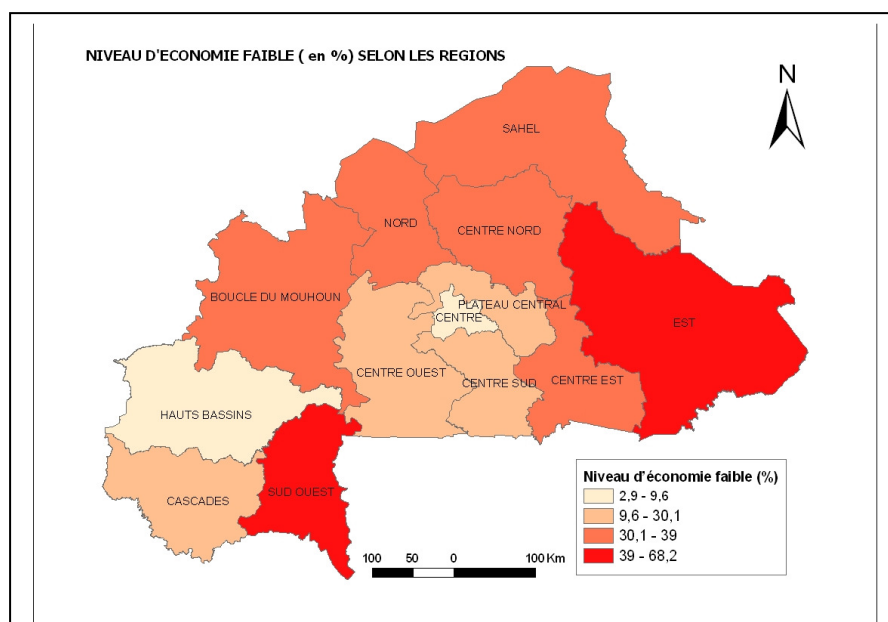 NIVEAU D'ECONOMIE FAIBLE ( en %) SELON LES REGIONS
N
SAHEL
NORD
CENTRE NORD
BOUCLE DU MOUHOUN
PLATEAU CENTRAL
CENTRE
EST
CENTRE OUEST
CENTRE SUD
CENTRE EST
HAUTS BASSINS
CASCADES
SUD OUEST
Niveau d'économie faible (%)
2,9 - 9,6
9,6 - 30,1
30,1 - 39
39 - 68,2
100 50 0 100 Km